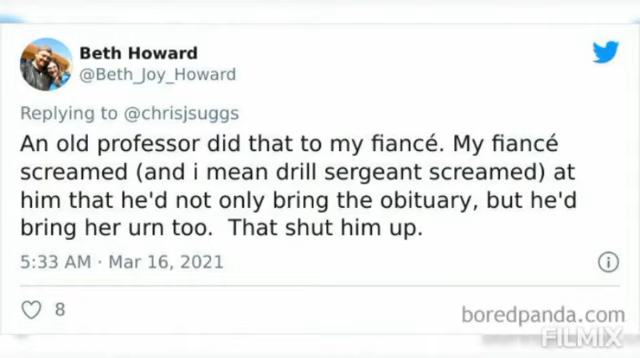 Beth Howard
@Beth_Joy_Howard
Replying to @chrisjsuggs
An old professor did that to my fiancé. My fiancé
screamed (and i mean drill sergeant screamed) at
him that he'd not only bring the obituary, but he'd
bring her urn too.  That shut him up.
5:33 AM · Mar 16, 2021
8
boredpanda.com
FILMIX